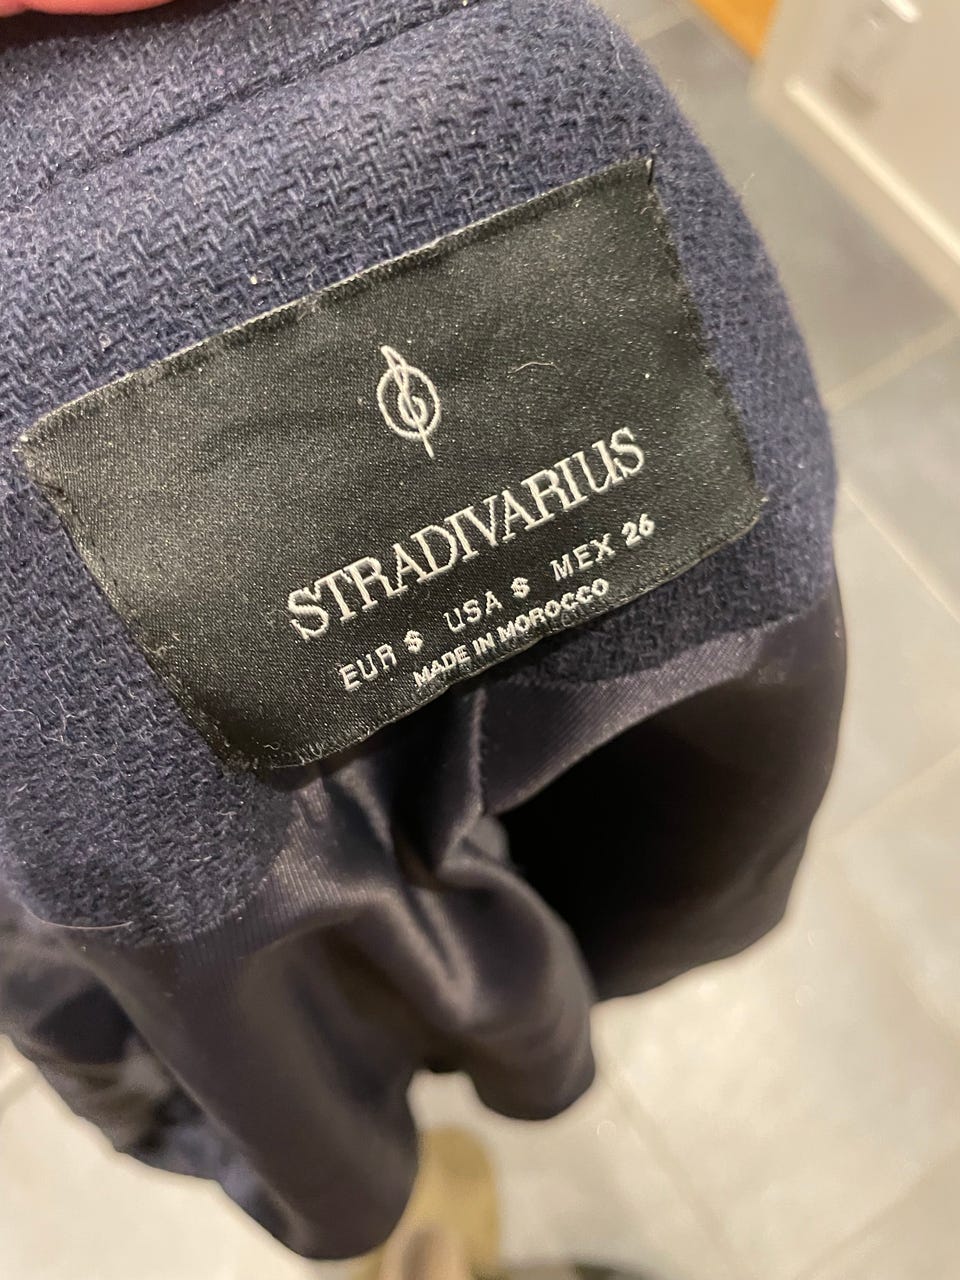 STRADIVARIUS
EUR S USA S MEX 26
MADE IN MOROCCO